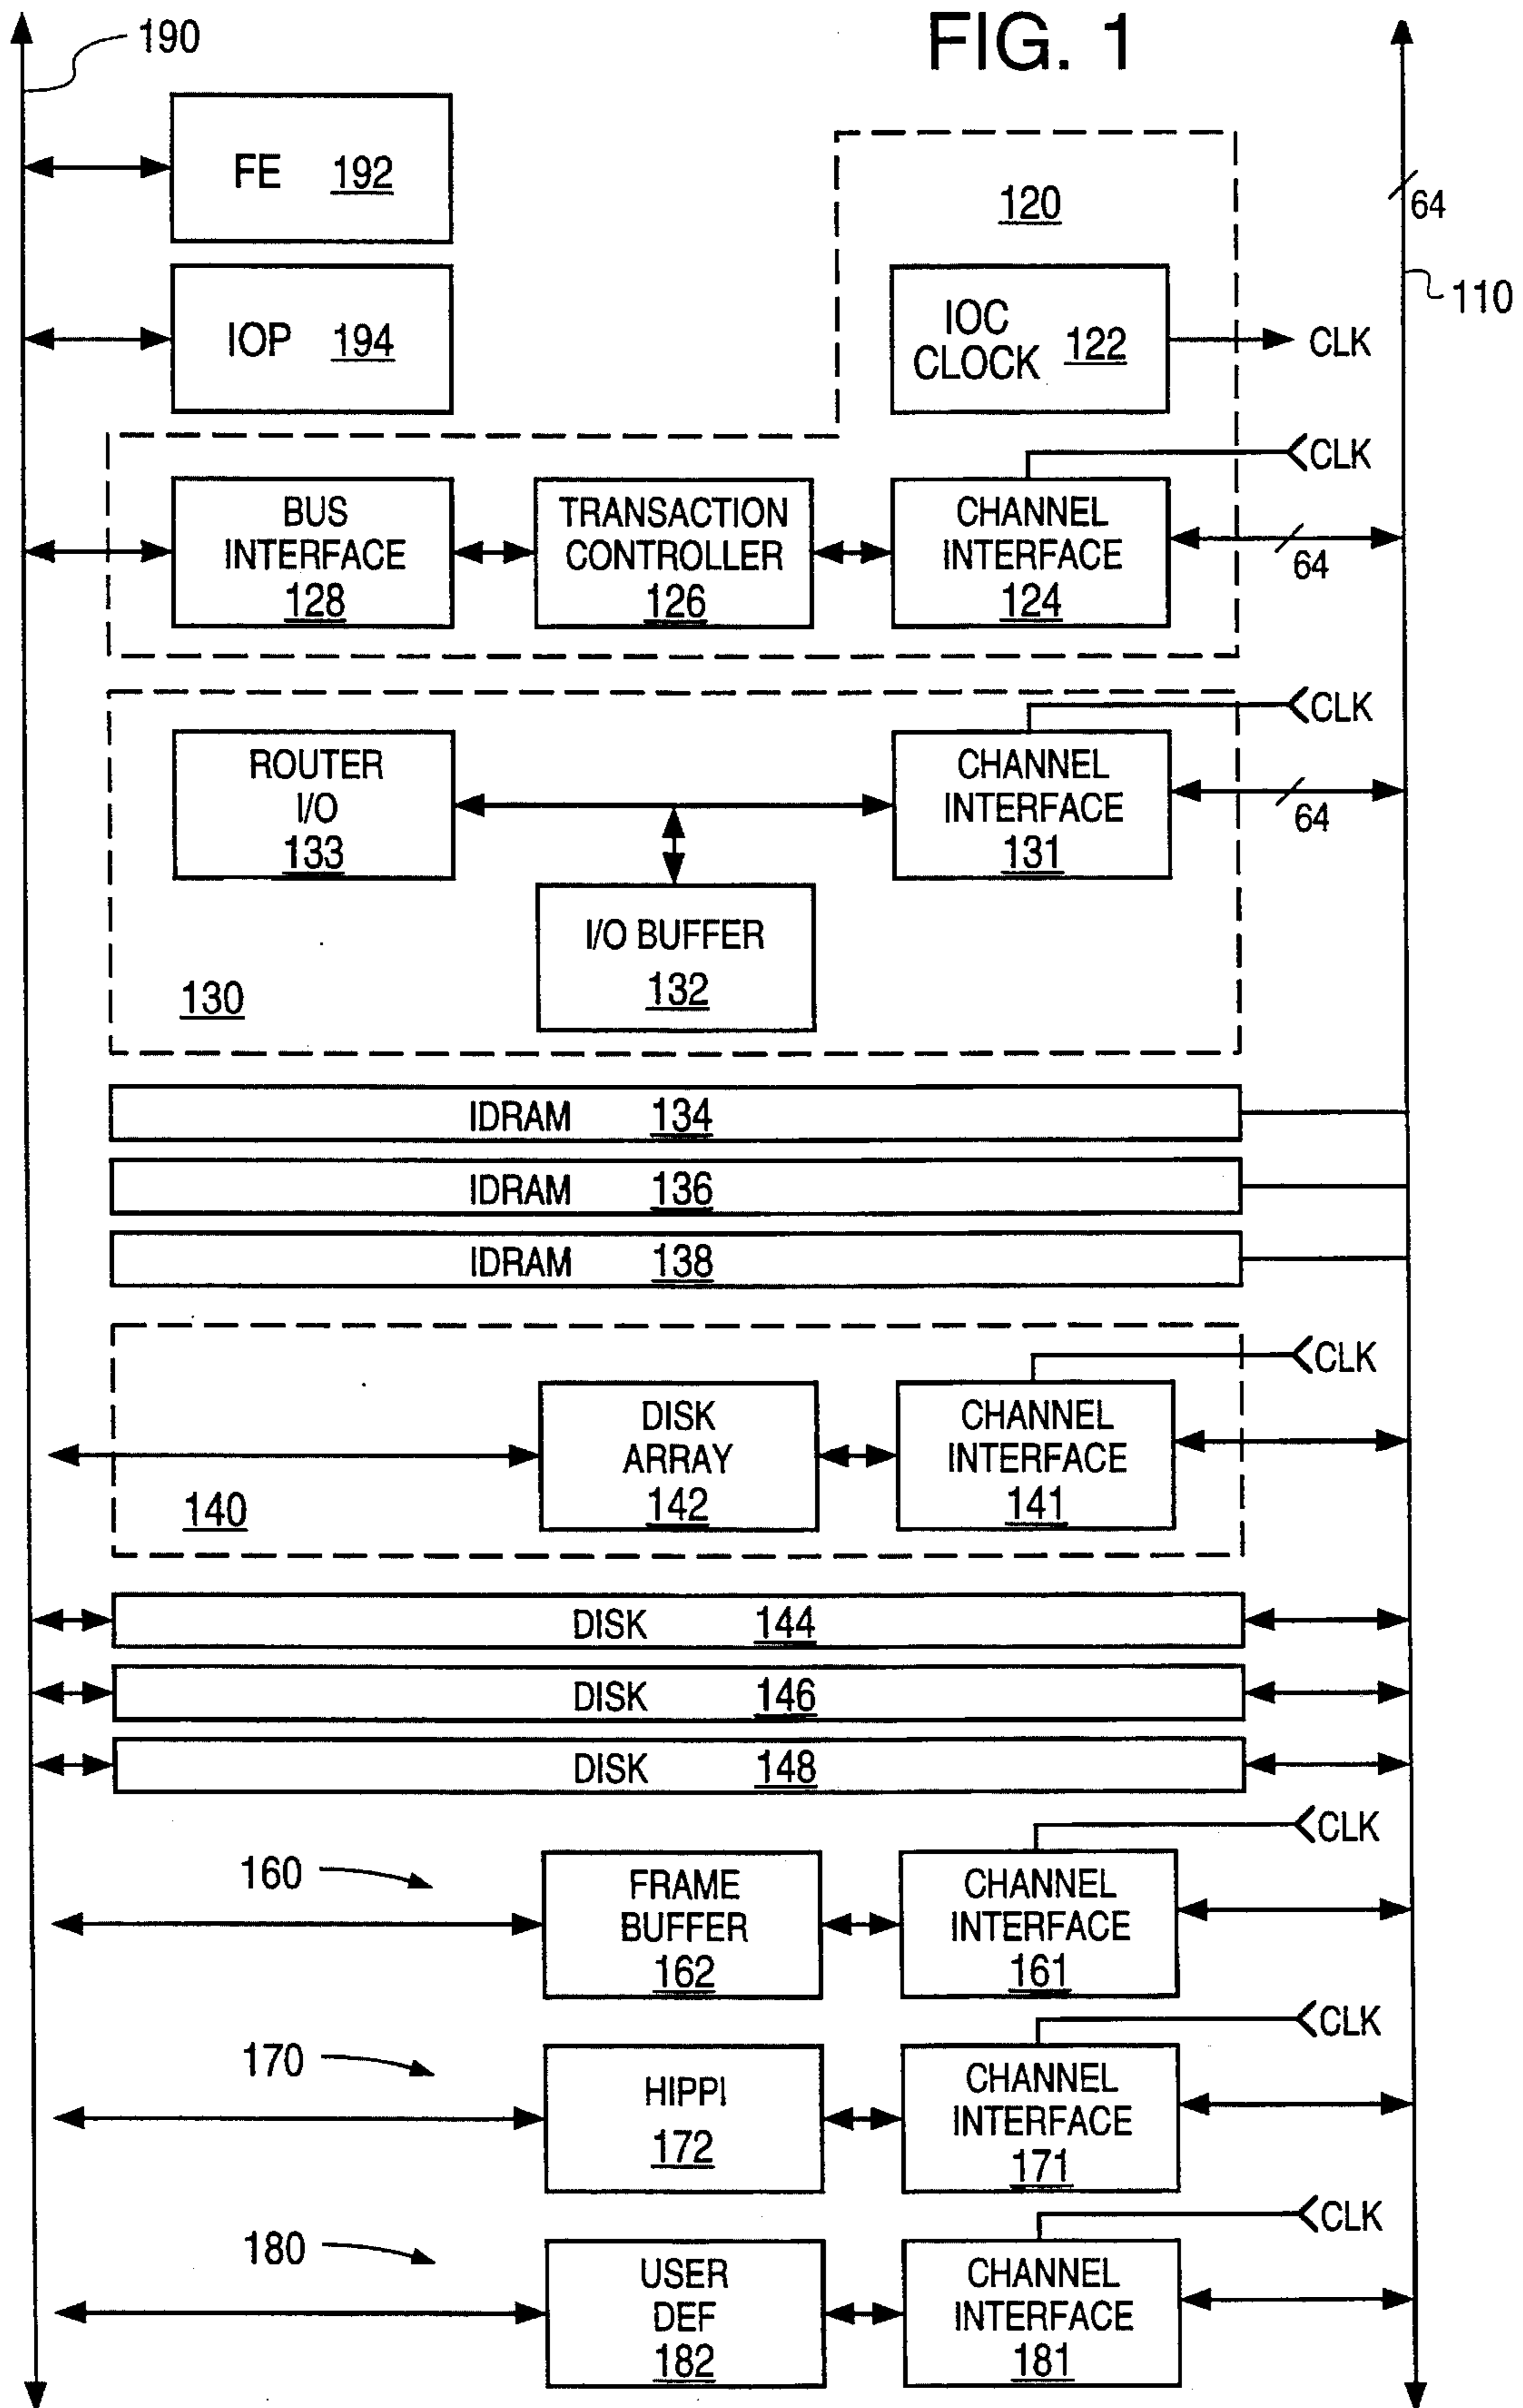 FIG. 1
190
FE 192
64
120
110
IOP 194
IOC
CLOCK 122
CLK
CLK
BUS
INTERFACE
128
TRANSACTION
CONTROLLER
126
CHANNEL
INTERFACE
124
64
CLK
ROUTER
I/O
133
CHANNEL
INTERFACE
131
64
I/O BUFFER
132
130
IDRAM 134
IDRAM 136
IDRAM 138
CLK
DISK
ARRAY
142
CHANNEL
INTERFACE
141
140
DISK 144
DISK 146
DISK 148
CLK
160
FRAME
BUFFER
162
CHANNEL
INTERFACE
161
CLK
170
HIPPI
172
CHANNEL
INTERFACE
171
CLK
180
USER
DEF
182
CHANNEL
INTERFACE
181